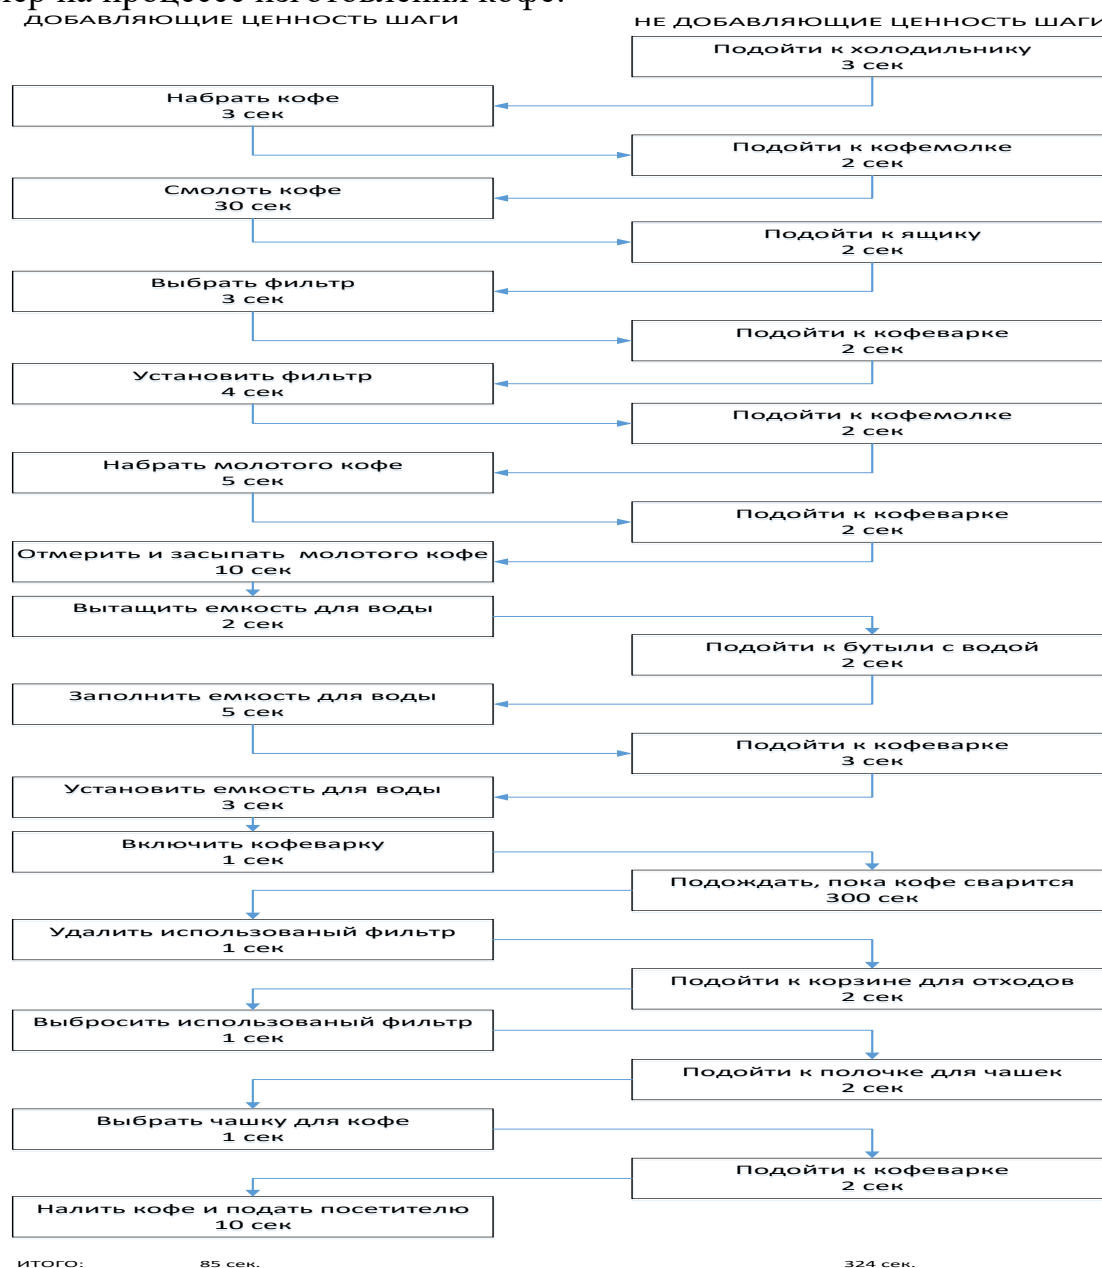 на процессе изготовления кофе.
ДОБАВЛЯЮЩИЕ ЦЕННОСТЬ ШАГИ
НЕ ДОБАВЛЯЮЩИЕ ЦЕННОСТЬ ШАГИ
Подойти к холодильнику
3 сек
Набрать кофе
3 сек
Подойти к кофемолке
2 сек
Смолоть кофе
30 сек
Подойти к ящику
2 сек
Выбрать фильтр
3 сек
Подойти к кофеварке
2 сек
Установить фильтр
4 сек
Подойти к кофемолке
2 сек
Набрать молотого кофе
5 сек
Подойти к кофеварке
2 сек
Отмерить и засыпать молотого кофе
10 сек
Вытащить емкость для воды
2 сек
Подойти к бутыли с водой
2 сек
Заполнить емкость для воды
5 сек
Подойти к кофеварке
3 сек
Установить емкость для воды
3 сек
Включить кофеварку
1 сек
Подождать, пока кофе сварится
300 сек
Удалить использованый фильтр
1 сек
Подойти к корзине для отходов
2 сек
Выбросить использованый фильтр
1 сек
Подойти к полочке для чашек
2 сек
Выбрать чашку для кофе
1 сек
Подойти к кофеварке
2 сек
Налить кофе и подать посетителю
10 сек
ИТОГО: 85 сек. 324 сек.